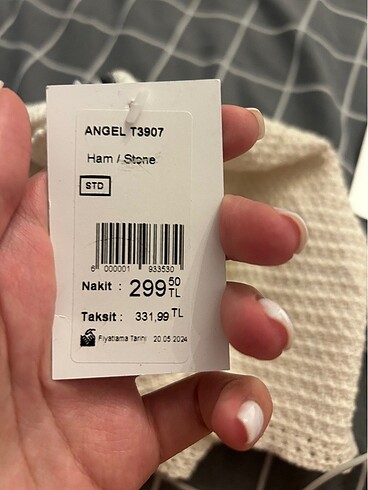 ANGEL T3907
Ham / Stone
STD
6 000001 933530
Nakit : 299 50 TL
Taksit : 331,99 TL
Fiyatlama Tarihi 20 05 2024